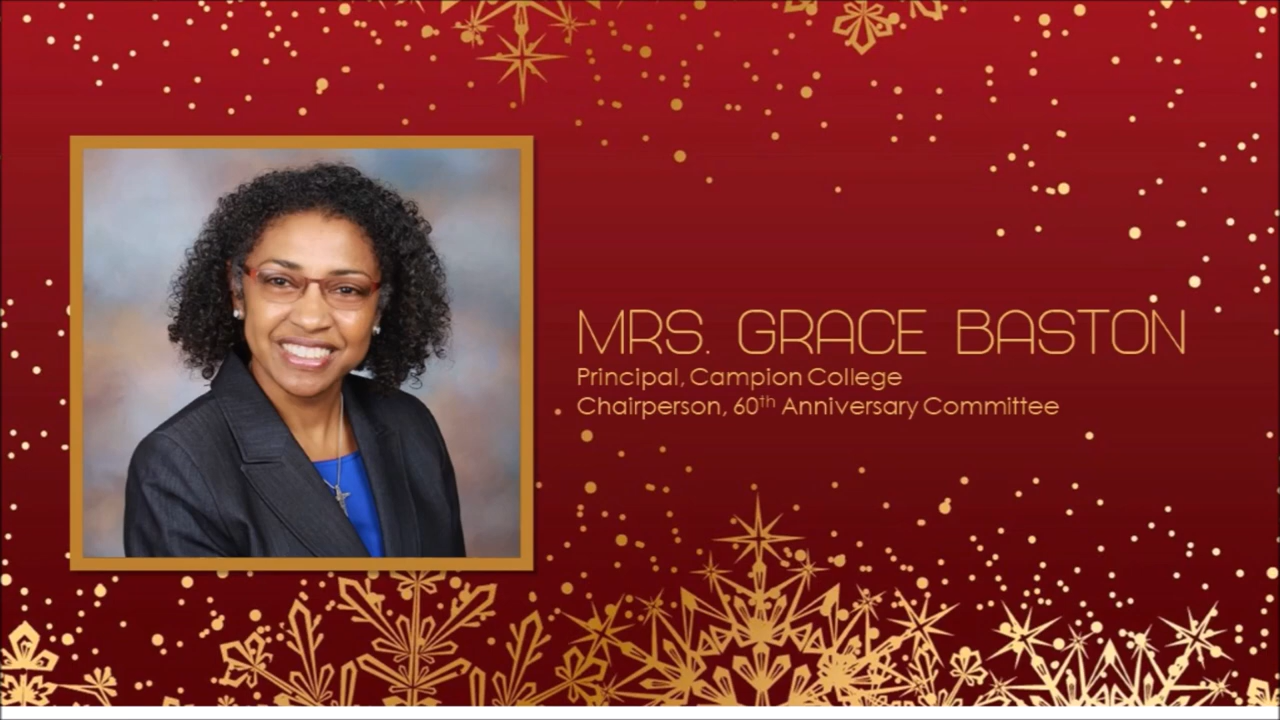 MRS. GRACE BASTON
Principal, Campion College
Chairperson, 60th Anniversary Committee